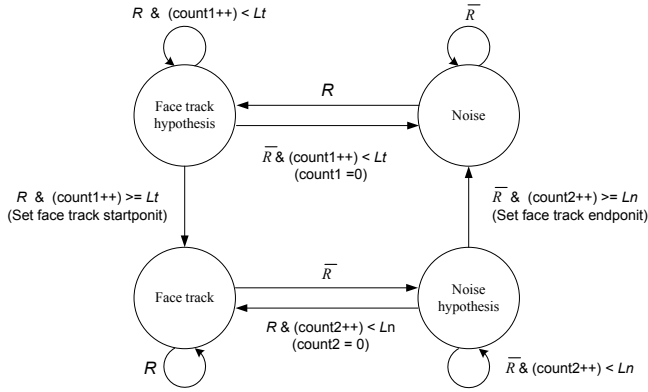 R & (count1++) < Lt
R̅
Face track
hypothesis
R
Noise
R̅ & (count1++) < Lt
(count1 =0)
R & (count1++) >= Lt
(Set face track startponit)
R̅ & (count2++) >= Ln
(Set face track endponit)
Face track
R̅
Noise
hypothesis
R & (count2++) < Ln
(count2 = 0)
R
R̅ & (count2++) < Ln